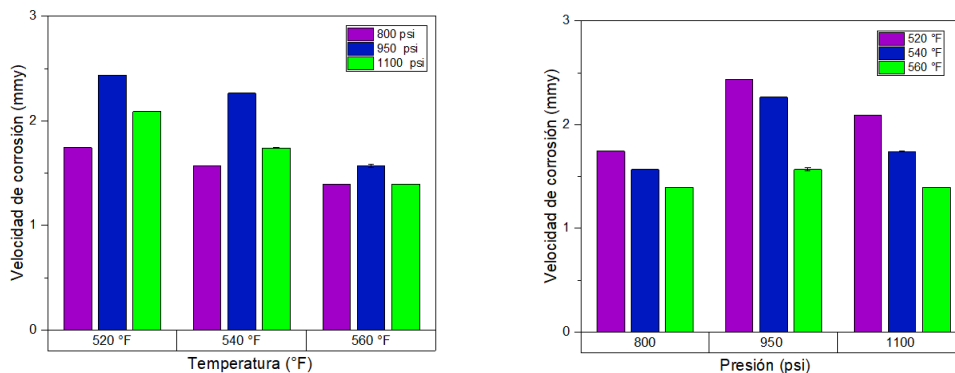 3
2
1
0
Velocidad de corrosión (mmy)
800 psi
950 psi
1100 psi
520 °F 540 °F 560 °F
Temperatura (°F)
3
2
1
0
Velocidad de corrosión (mmy)
520 °F
540 °F
560 °F
800 950 1100
Presión (psi)